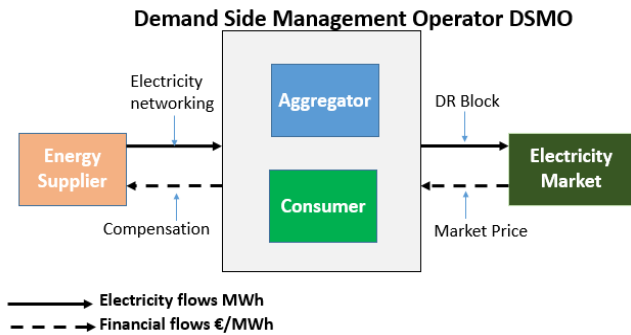 Demand Side Management Operator DSMO
Electricity
networking
Aggregator
DR Block
Energy
Supplier
Electricity
Market
Consumer
Compensation
Market Price
Electricity flows MWh
Financial flows €/MWh